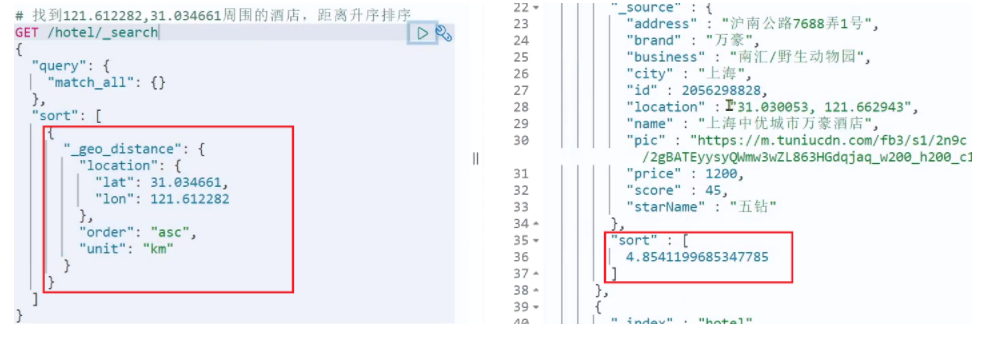 # 找到121.612282,31.034661周围的酒店，距离升序排序
GET /hotel/_search
{
  "query": {
    "match_all": {}
  },
  "sort": [
    {
      "_geo_distance": {
        "location": {
          "lat": 31.034661,
          "lon": 121.612282
        },
        "order": "asc",
        "unit": "km"
      }
    }
  ]
}
22 "_source" : {
23 "address" : "沪南公路7688弄1号",
24 "brand" : "万豪",
25 "business" : "南汇/野生动物园",
26 "city" : "上海",
27 "id" : 2056298828,
28 "location" : "31.030053, 121.662943",
29 "name" : "上海中优城市万豪酒店",
30 "pic" : "https://m.tuniucdn.com/fb3/s1/2n9c
/2gBATEyysyQWmw3wZL863HGdqjaq_w200_h200_c1
31 "price" : 1200,
32 "score" : 45,
33 "starName" : "五钻"
34 },
35 "sort" : [
36 4.8541199685347785
37 ]
38 },
39 {
40 "_index" : "hotel"